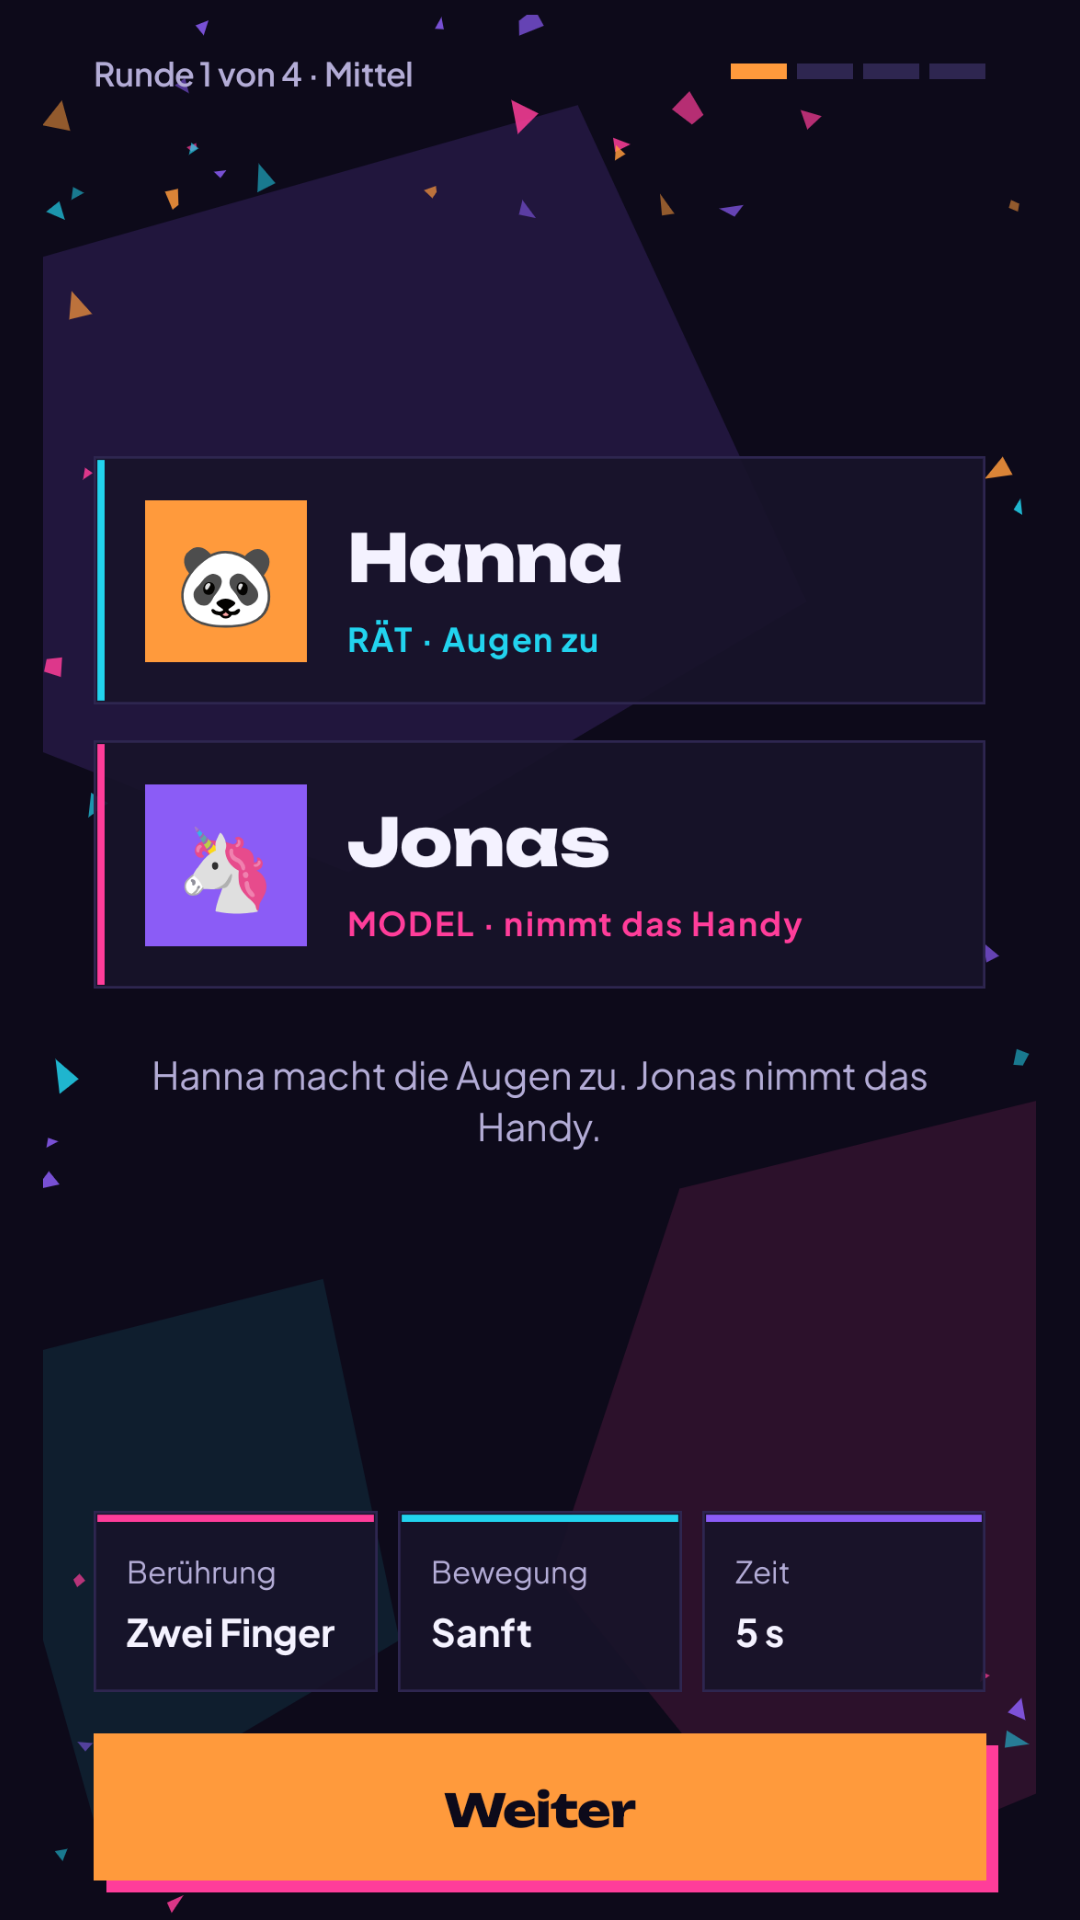 Runde 1 von 4 · Mittel
Hanna
RÄT · Augen zu
Jonas
MODEL · nimmt das Handy
Hanna macht die Augen zu. Jonas nimmt das
Handy.
Berührung
Zwei Finger
Bewegung
Sanft
Zeit
5 s
Weiter